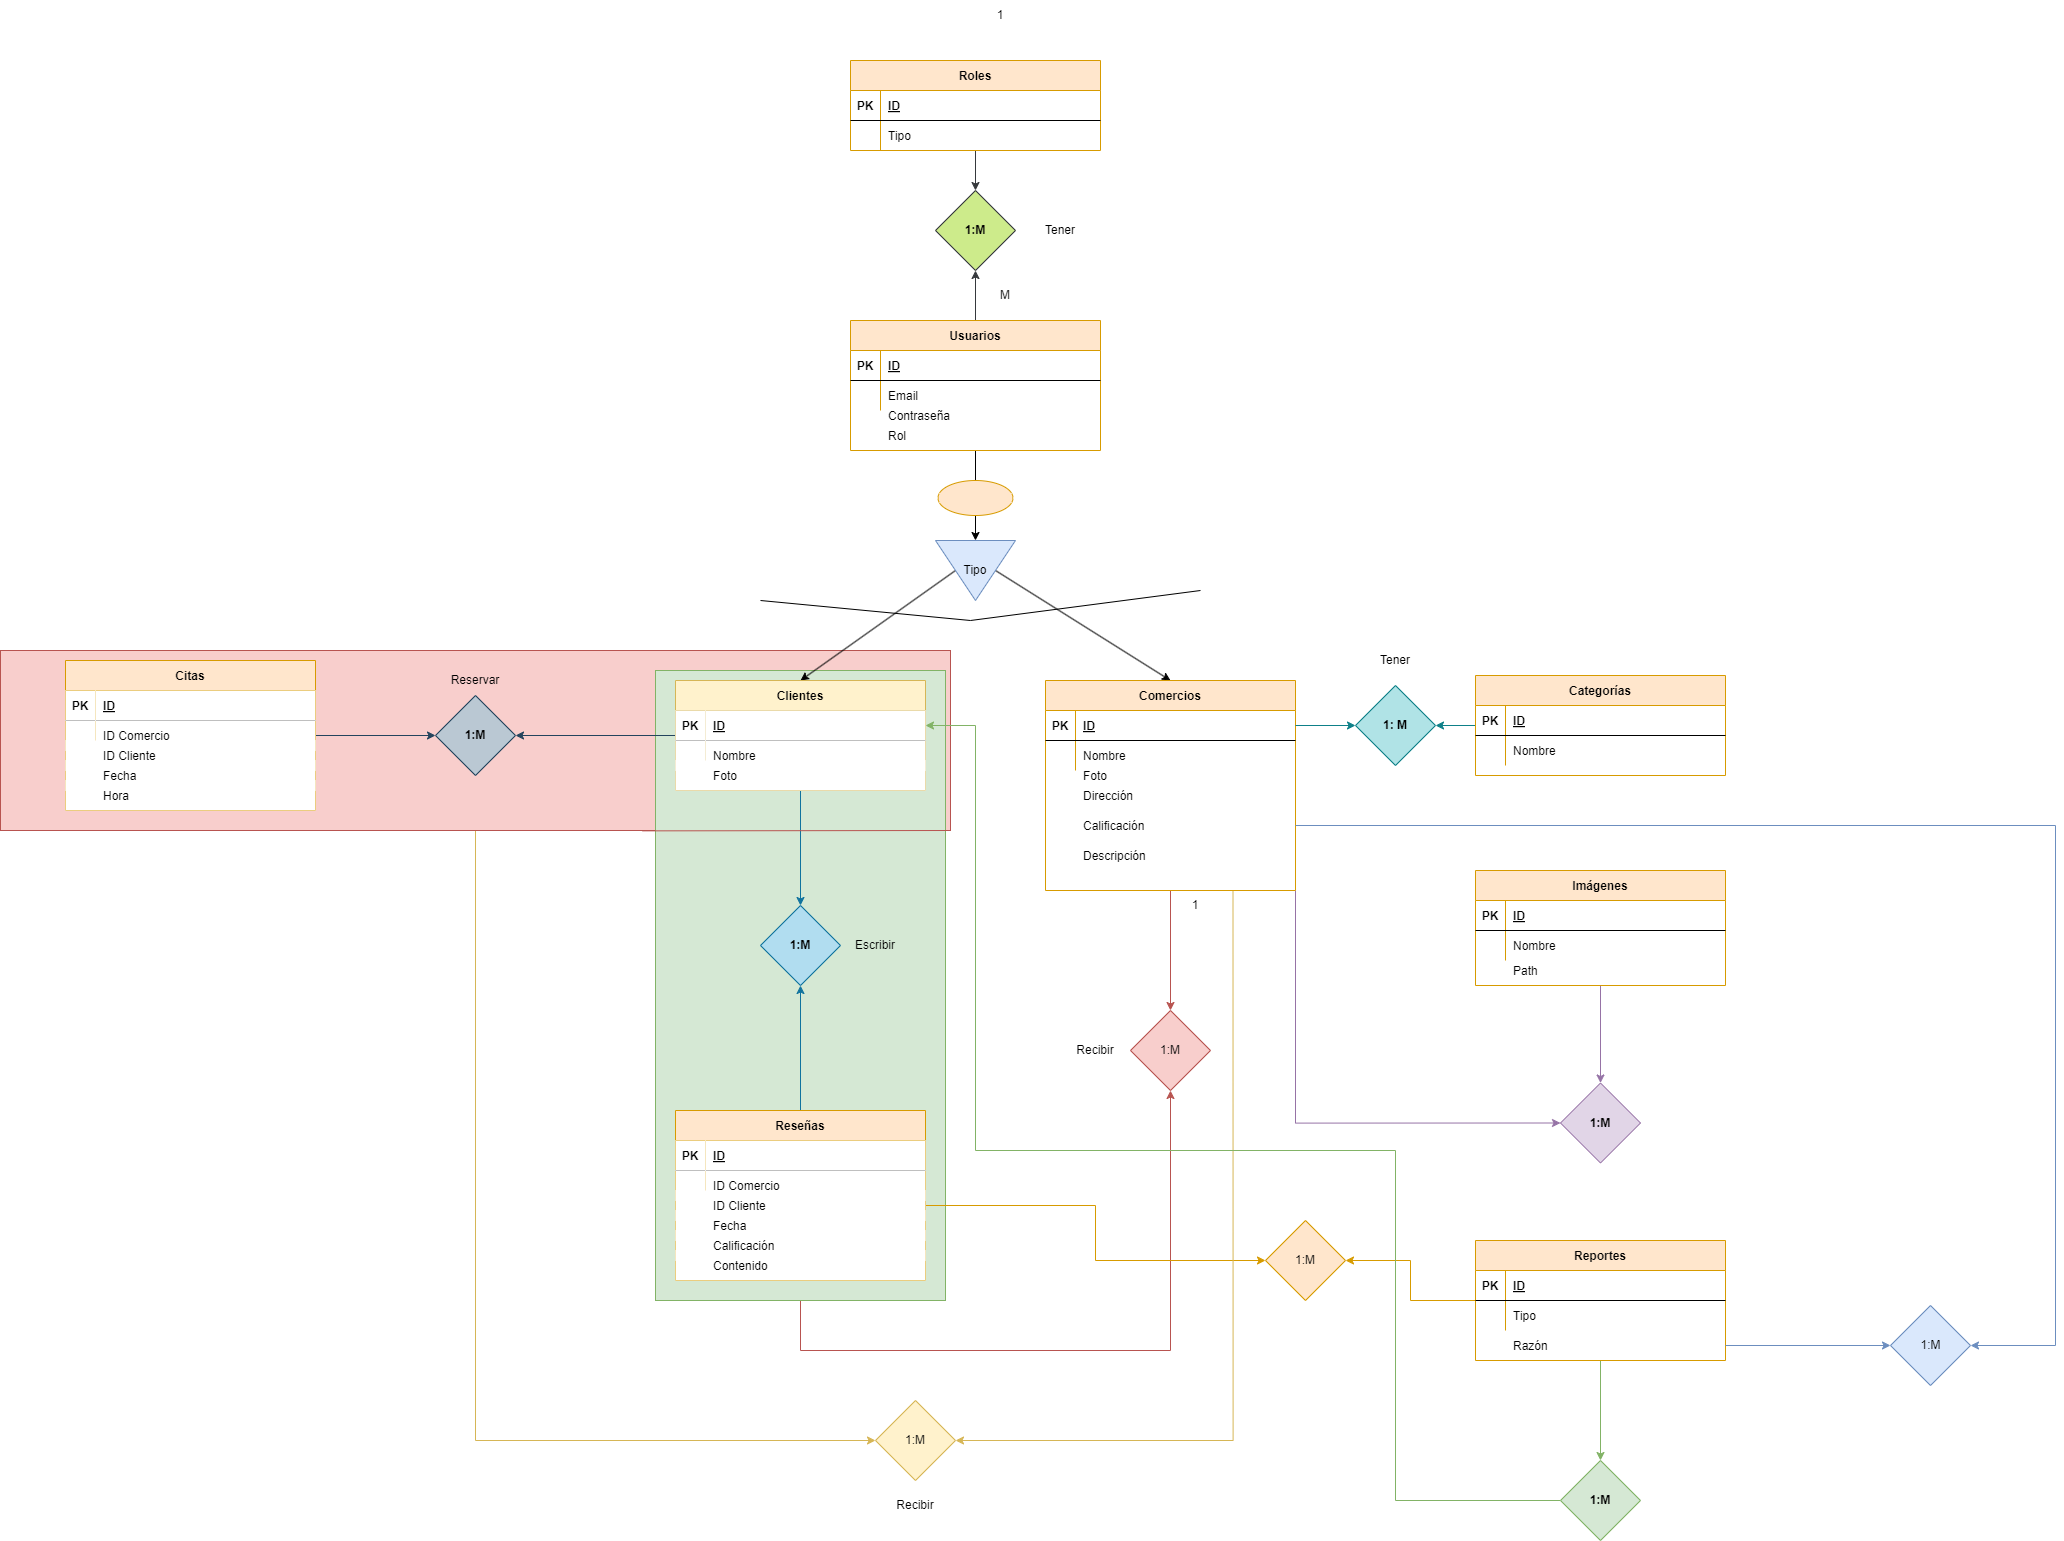 1
Roles
PK ID
Tipo
1:M
Tener
M
Usuarios
PK ID
Email
Contraseña
Rol
Tipo
Citas
PK ID
ID Comercio
ID Cliente
Fecha
Hora
Reservar
1:M
Clientes
PK ID
Nombre
Foto
Comercios
PK ID
Nombre
Foto
Dirección
Calificación
Descripción
1
Tener
1: M
Categorías
PK ID
Nombre
Imágenes
PK ID
Nombre
Path
1:M
Escribir
Recibir
1:M
1:M
Reseñas
PK ID
ID Comercio
ID Cliente
Fecha
Calificación
Contenido
1:M
Reportes
PK ID
Tipo
Razón
1:M
1:M
Recibir
1:M